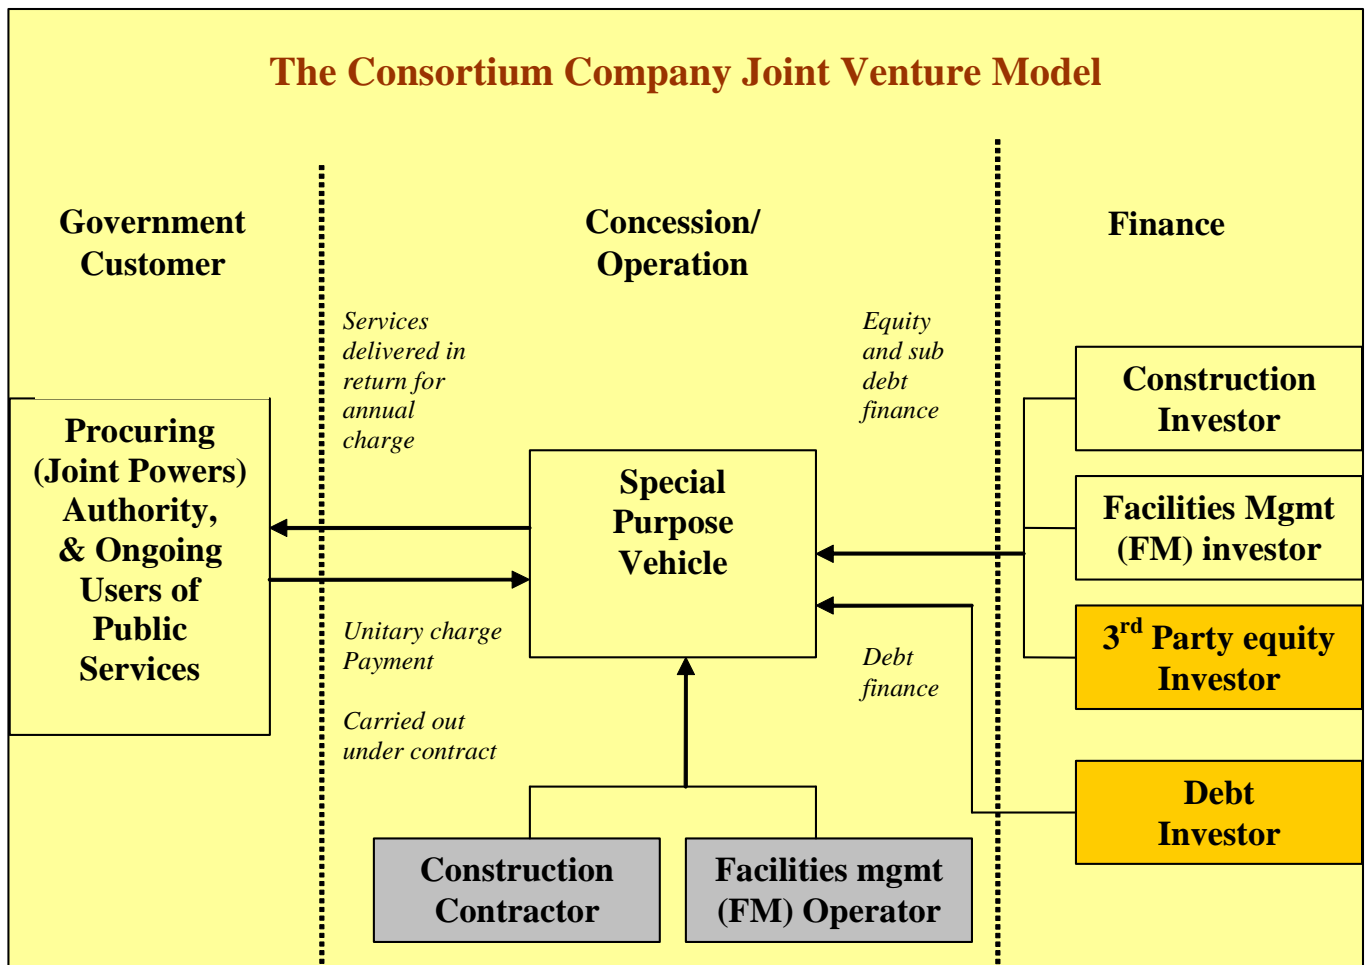 The Consortium Company Joint Venture Model
Government
Customer
Concession/
Operation
Finance
Services
delivered in
return for
annual
charge
Equity
and sub
debt
finance
Procuring
(Joint Powers)
Authority,
& Ongoing
Users of
Public
Services
Special
Purpose
Vehicle
Construction
Investor
Facilities Mgmt
(FM) investor
3rd Party equity
Investor
Unitary charge
Payment
Debt
finance
Carried out
under contract
Debt
Investor
Construction
Contractor
Facilities mgmt
(FM) Operator